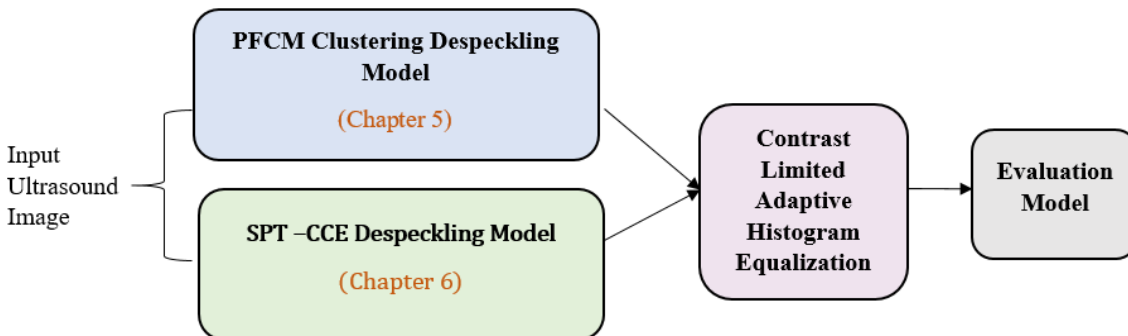 Input
Ultrasound
Image
PFCM Clustering Despeckling
Model
(Chapter 5)
SPT –CCE Despeckling Model
(Chapter 6)
Contrast
Limited
Adaptive
Histogram
Equalization
Evaluation
Model